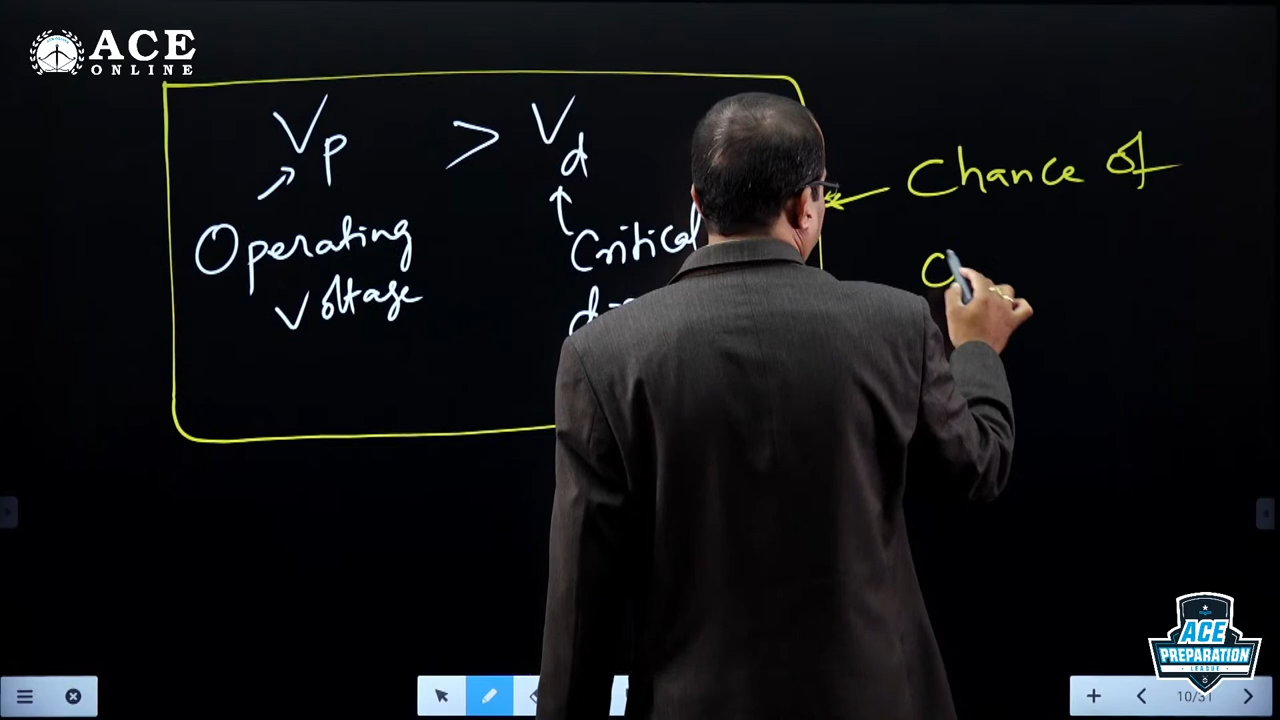 ACE
ONLINE
Vp > Vd
Operating
Voltage
Critical
Chance of
10/31
ACE
PREPARATION
LEAGUE